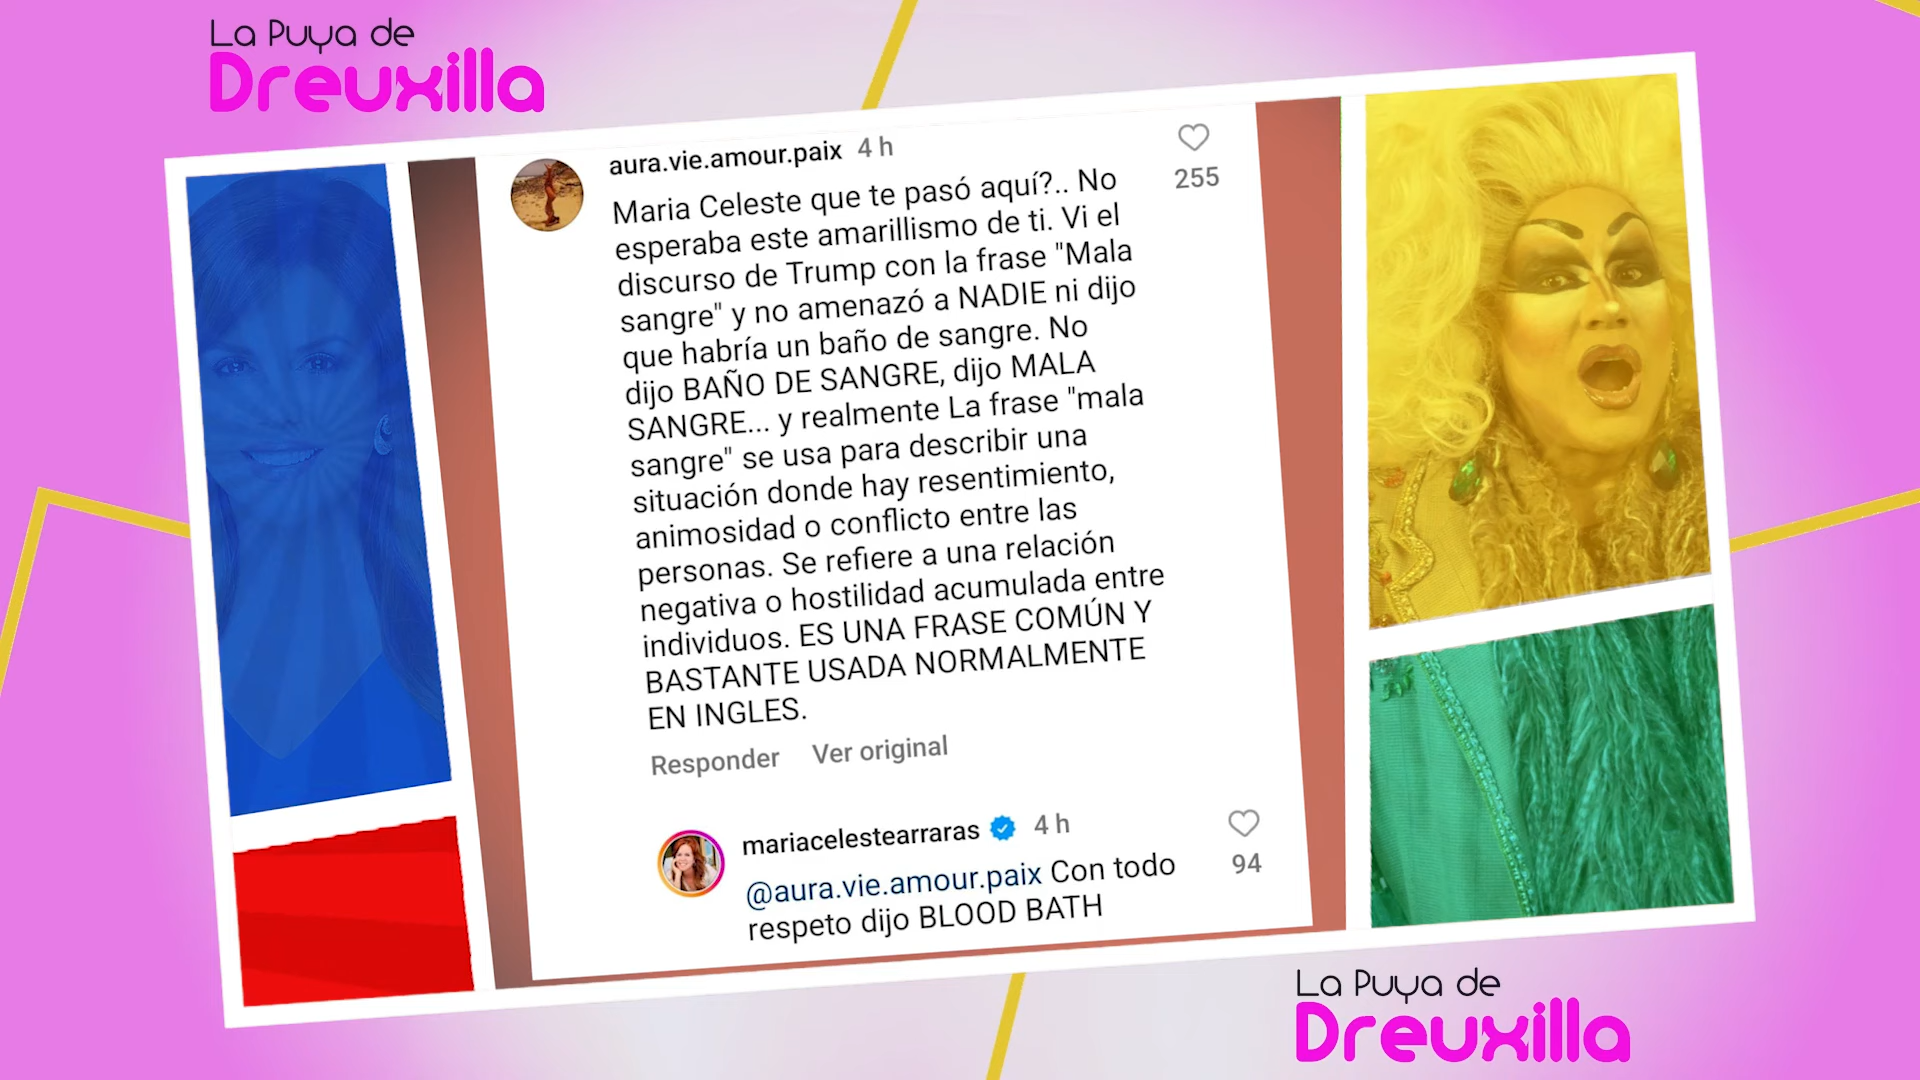 La Puya de
Dreuxilla
aura.vie.amour.paix 4 h
255
Maria Celeste que te pasó aquí?.. No
esperaba este amarillismo de ti. Vi el
discurso de Trump con la frase "Mala
sangre" y no amenazó a NADIE ni dijo
que habría un baño de sangre. No
dijo BAÑO DE SANGRE, dijo MALA
SANGRE... y realmente La frase "mala
sangre" se usa para describir una
situación donde hay resentimiento,
animosidad o conflicto entre las
personas. Se refiere a una relación
negativa o hostilidad acumulada entre
individuos. ES UNA FRASE COMÚN Y
BASTANTE USADA NORMALMENTE
EN INGLES.
Responder Ver original
mariacelestearraras 4 h
94
@aura.vie.amour.paix Con todo
respeto dijo BLOOD BATH
La Puya de
Dreuxilla